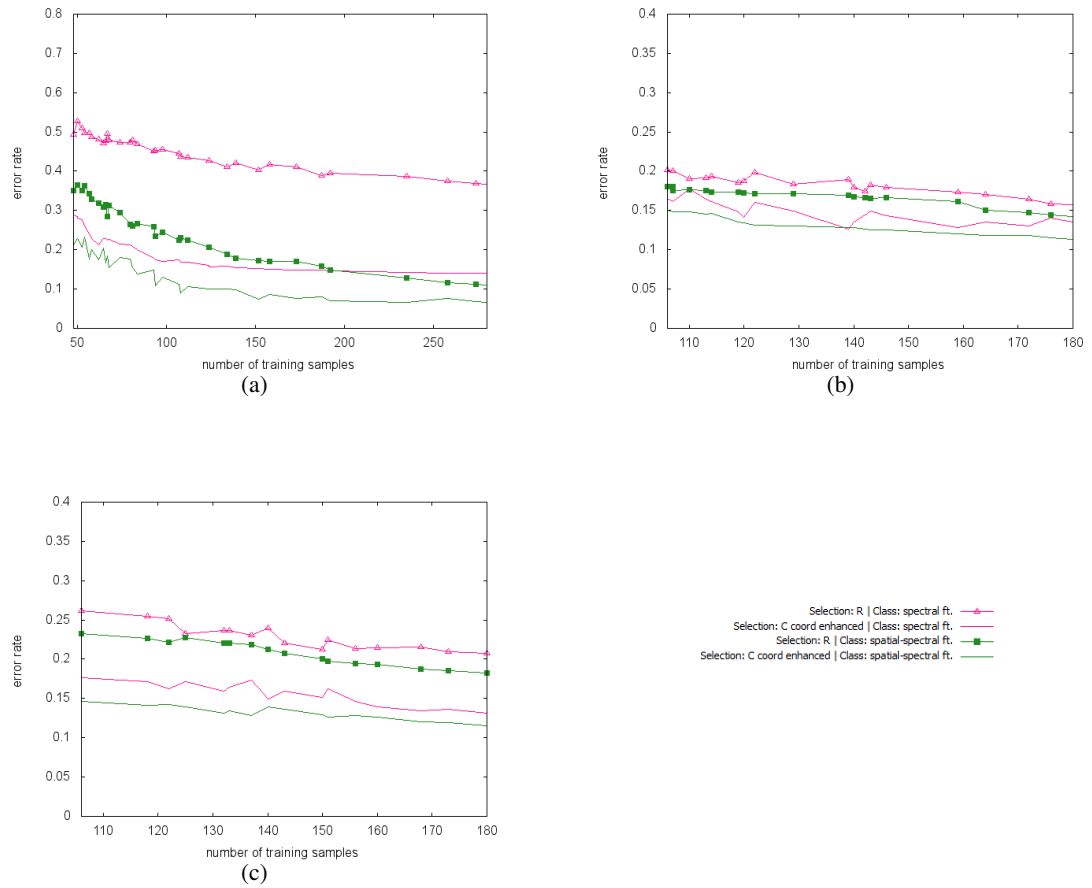 0.8
0.7
0.6
0.5
0.4
0.3
0.2
0.1
0
error rate
50 100 150 200 250
number of training samples
(a)
0.4
0.35
0.3
0.25
0.2
0.15
0.1
0.05
0
error rate
110 120 130 140 150 160 170 180
number of training samples
(b)
0.4
0.35
0.3
0.25
0.2
0.15
0.1
0.05
0
error rate
110 120 130 140 150 160 170 180
number of training samples
(c)
Selection: R | Class: spectral ft.
Selection: C coord enhanced | Class: spectral ft.
Selection: R | Class: spatial-spectral ft.
Selection: C coord enhanced | Class: spatial-spectral ft.